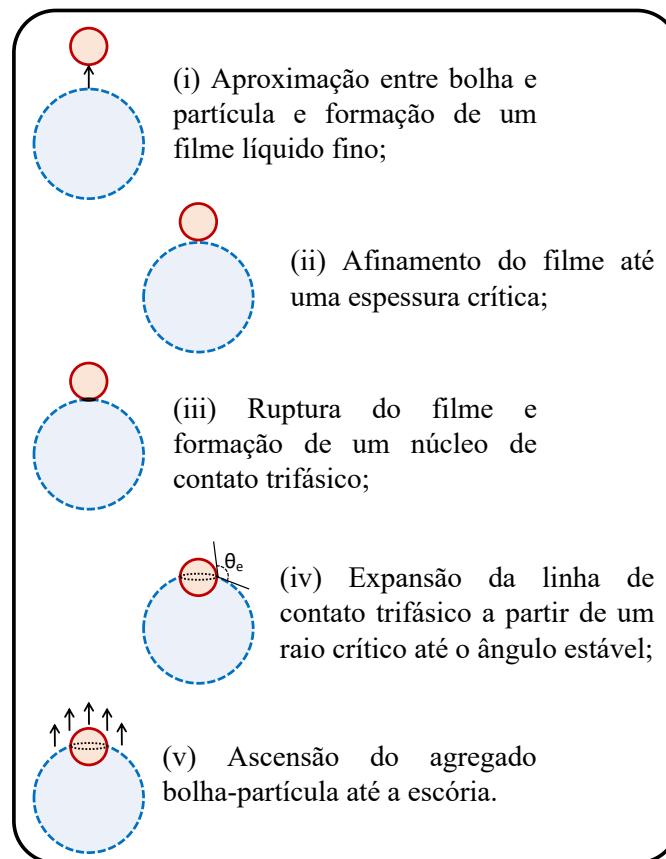 (i) Aproximação entre bolha e
partícula e formação de um
filme líquido fino;
(ii) Afinamento do filme até
uma espessura crítica;
(iii) Ruptura do filme e
formação de um núcleo de
contato trifásico;
θe
(iv) Expansão da linha de
contato trifásico a partir de um
raio crítico até o ângulo estável;
(v) Ascensão do agregado
bolha-partícula até a escória.